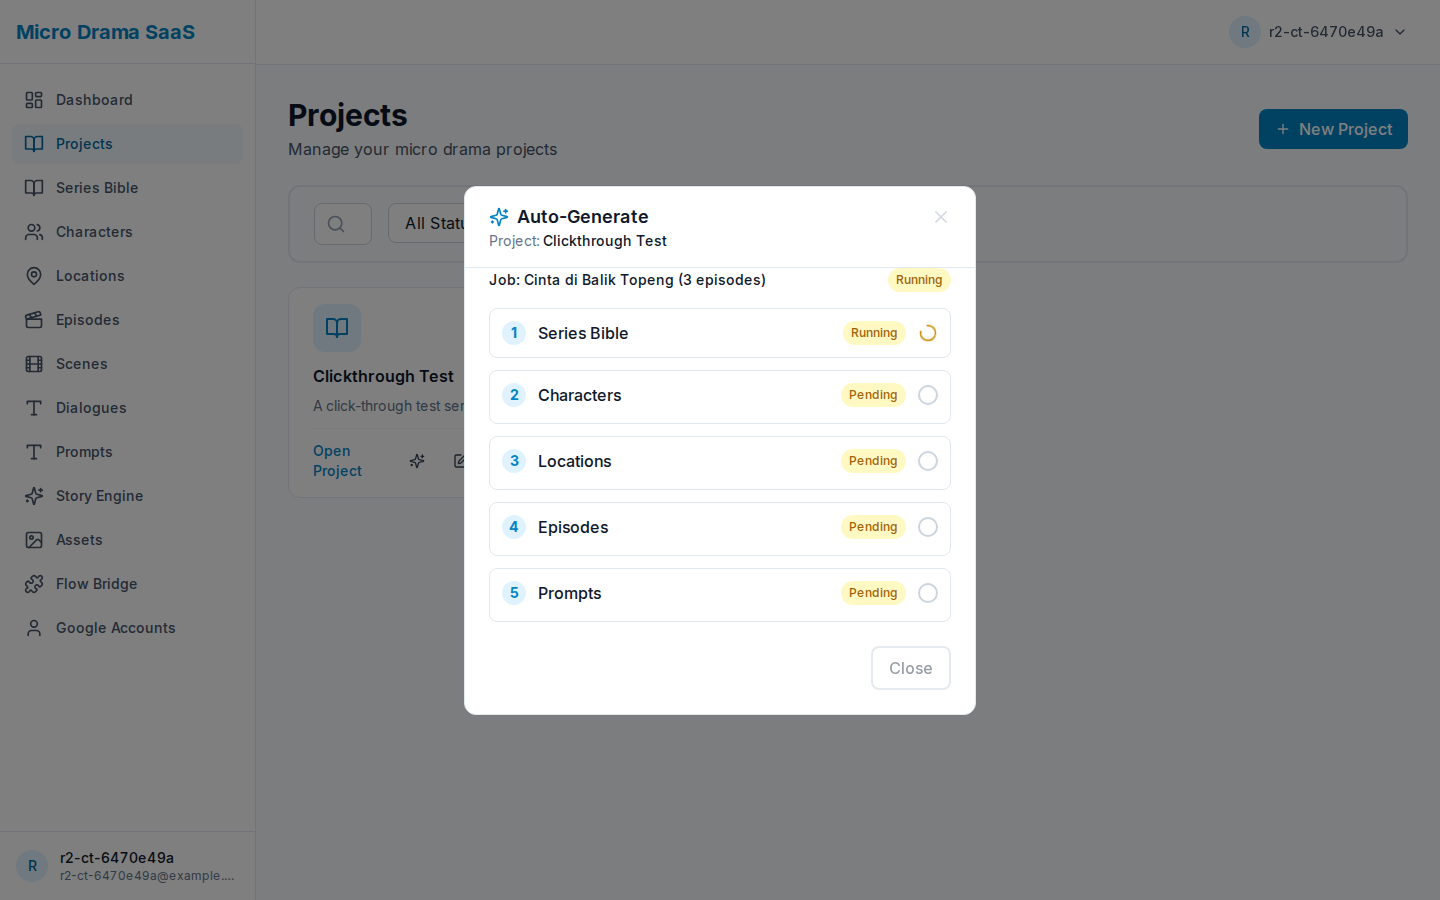 Micro Drama SaaS
R r2-ct-6470e49a
Dashboard
Projects
Series Bible
Characters
Locations
Episodes
Scenes
Dialogues
Prompts
Story Engine
Assets
Flow Bridge
Google Accounts
R r2-ct-6470e49a
r2-ct-6470e49a@example....
Projects
Manage your micro drama projects
New Project
All Statu
Clickthrough Test
A click-through test ser
Open
Project
Auto-Generate
Project: Clickthrough Test
Job: Cinta di Balik Topeng (3 episodes) Running
1 Series Bible Running
2 Characters Pending
3 Locations Pending
4 Episodes Pending
5 Prompts Pending
Close